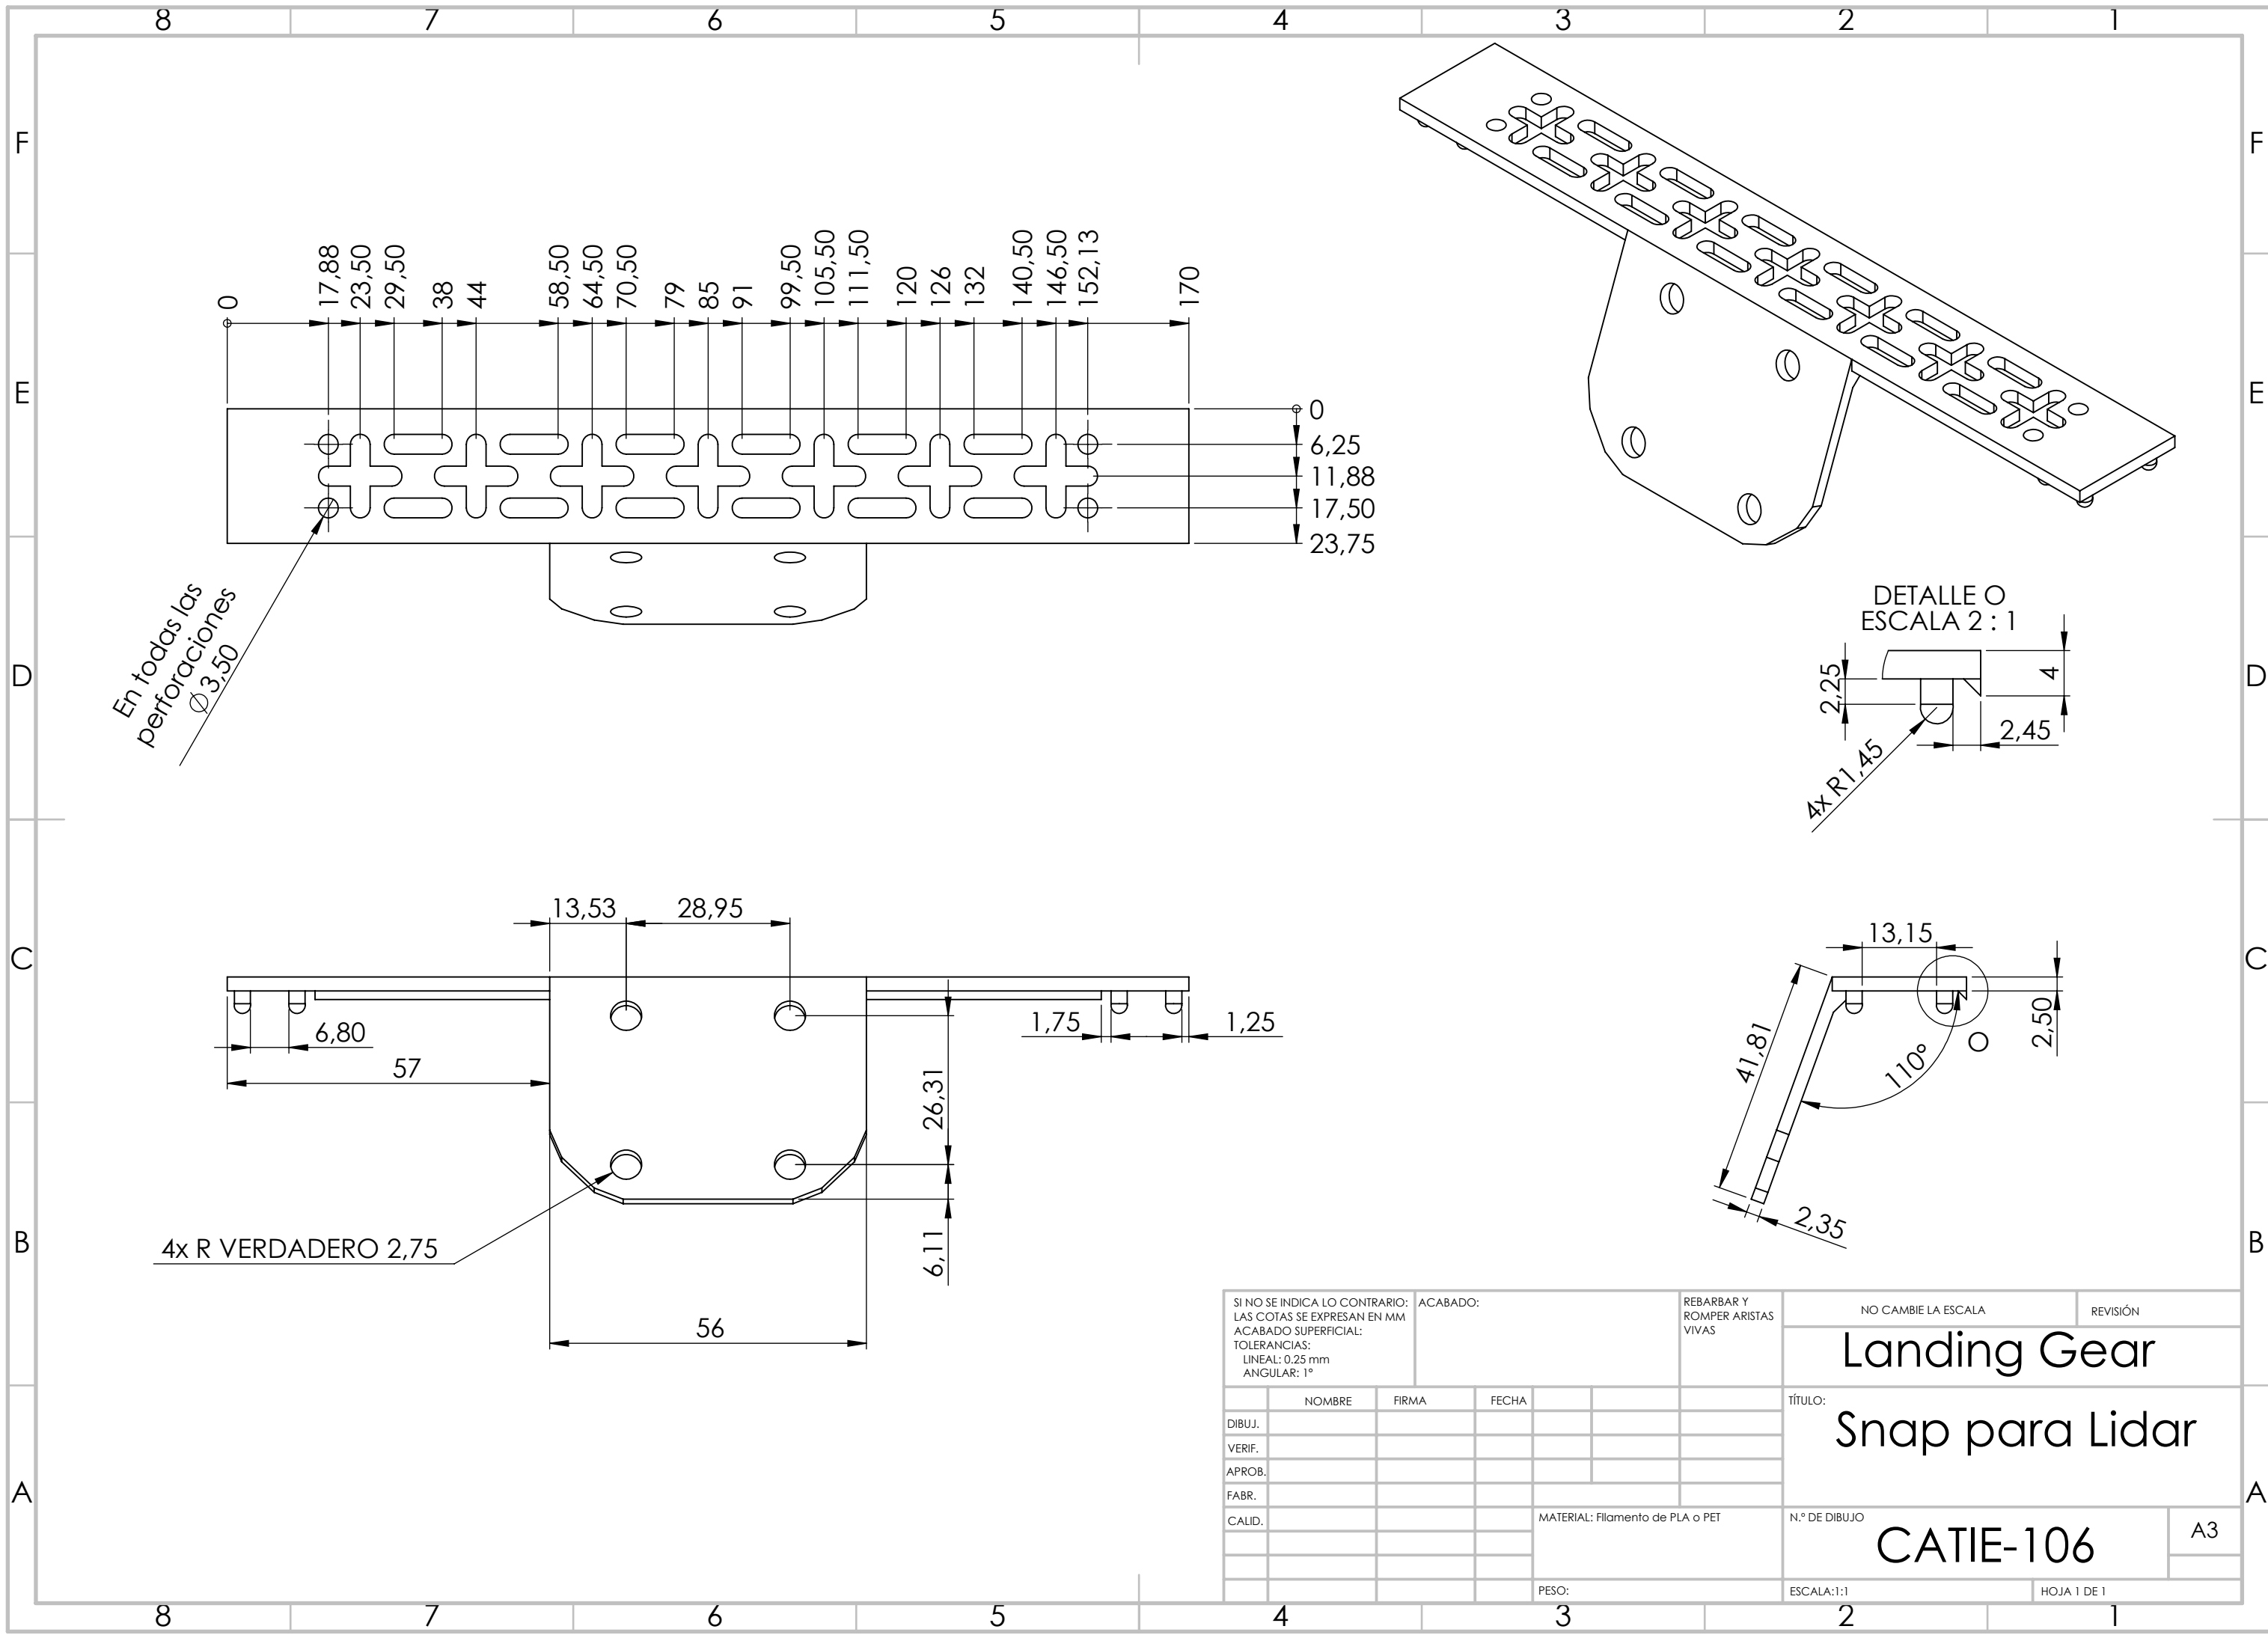 8 7 6 5 4 3 2 1
F F
E E
D D
C C
B B
A A
0
17,88
23,50
29,50
38
44
58,50
64,50
70,50
79
85
91
99,50
105,50
111,50
120
126
132
140,50
146,50
152,13
170
0
6,25
11,88
17,50
23,75
En todas las
perforaciones
Ø 3,50
DETALLE O
ESCALA 2 : 1
2,25
4
2,45
4x R1,45
13,53 28,95
6,80
57
1,75
1,25
26,31
6,11
4x R VERDADERO 2,75
56
13,15
41,81
2,50
O
110°
2,35
SI NO SE INDICA LO CONTRARIO:
LAS COTAS SE EXPRESAN EN MM
ACABADO SUPERFICIAL:
TOLERANCIAS:
LINEAL: 0.25 mm
ANGULAR: 1°
ACABADO:
REBARBAR Y
ROMPER ARISTAS
VIVAS
NO CAMBIE LA ESCALA
REVISIÓN
Landing Gear
NOMBRE FIRMA FECHA
DIBUJ.
VERIF.
APROB.
FABR.
CALID.
TÍTULO:
Snap para Lidar
MATERIAL: FIlamento de PLA o PET
N.º DE DIBUJO
CATIE-106
A3
PESO:
ESCALA:1:1
HOJA 1 DE 1
8 7 6 5 4 3 2 1